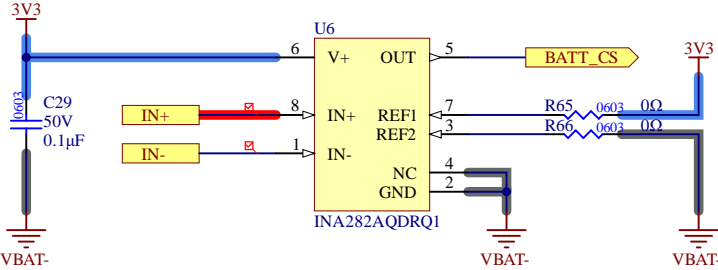 3V3
U6
6
V+
OUT
5
BATT_CS
3V3
0603
C29
50V
0.1µF
IN+
8
IN+
REF1
7
R65
0603
0Ω
REF2
3
R66
0603
0Ω
IN-
1
IN-
NC
4
GND
2
INA282AQDRQ1
VBAT-
VBAT-
VBAT-